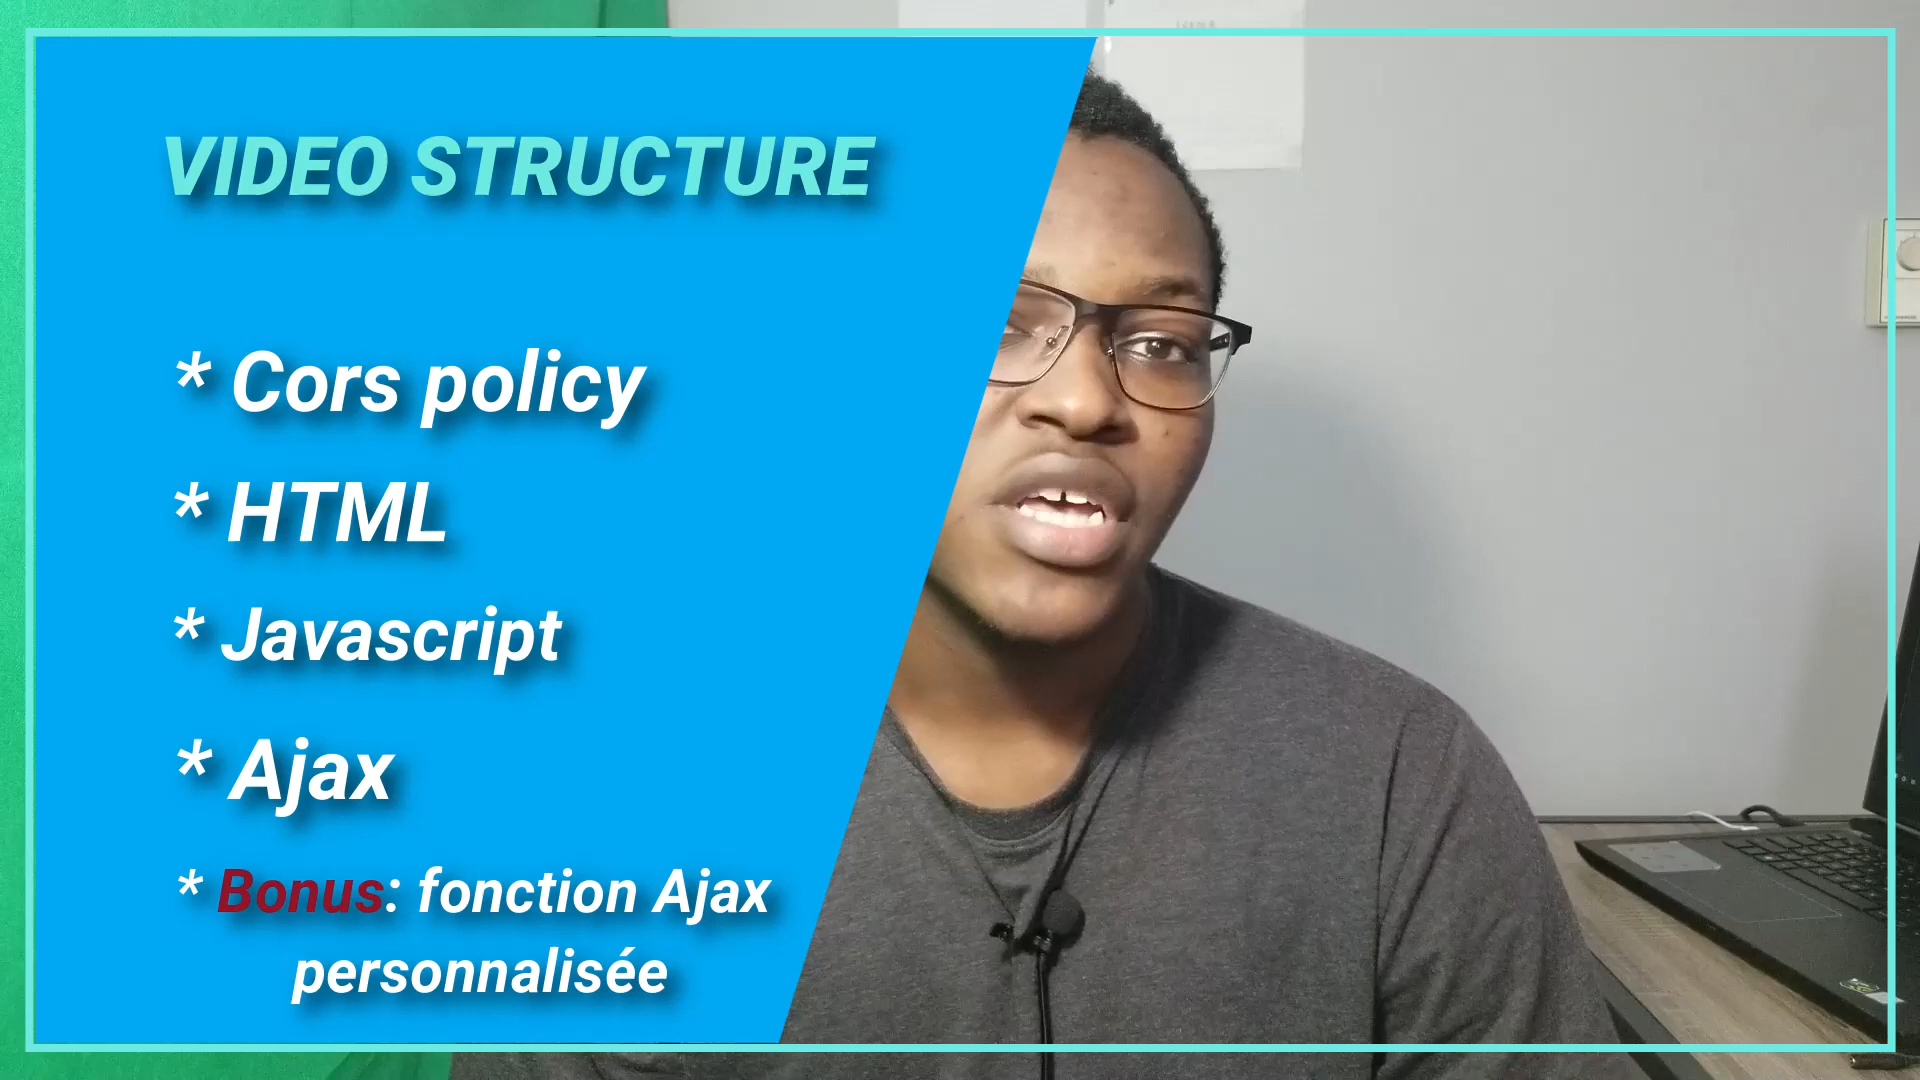 VIDEO STRUCTURE
* Cors policy
* HTML
* Javascript
* Ajax
* Bonus: fonction Ajax
personnalisée